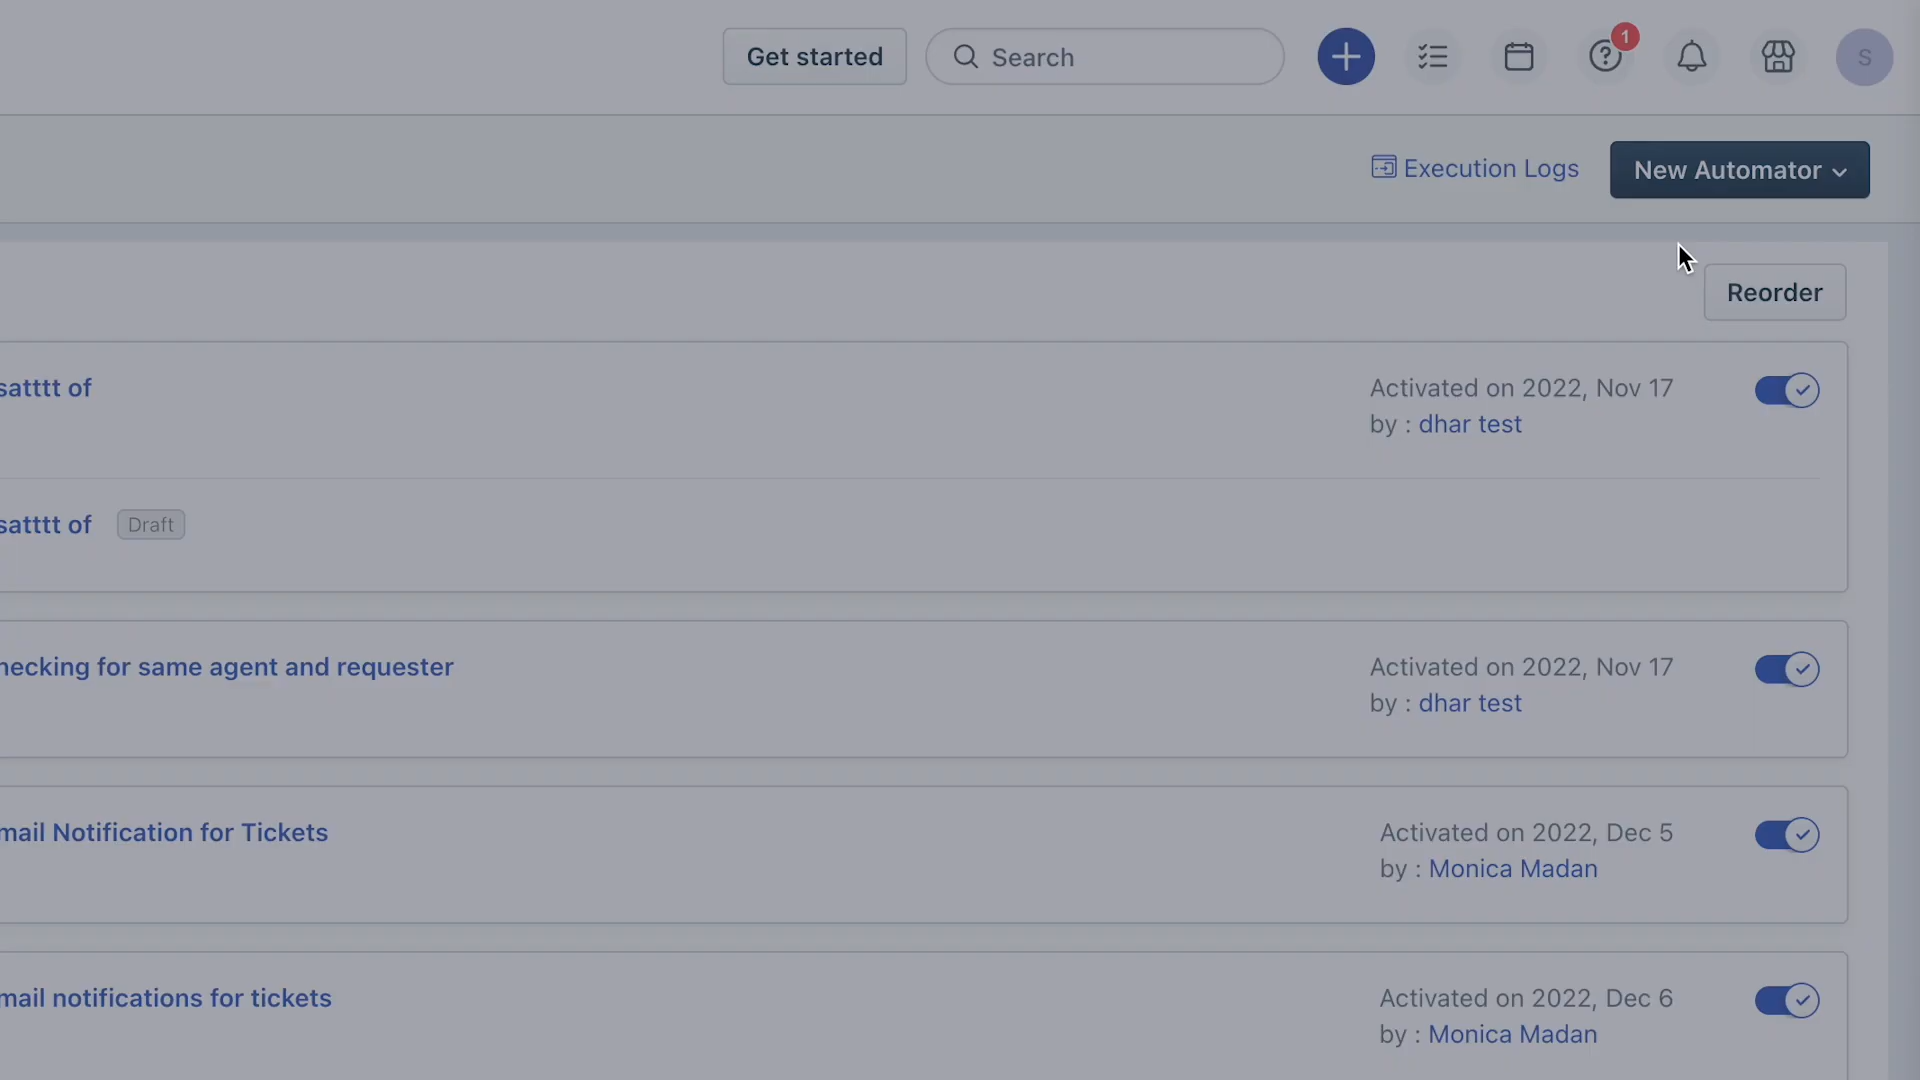 Get started
Search
1
S
Execution Logs
New Automator
Reorder
satttt of
Activated on 2022, Nov 17
by : dhar test
satttt of
Draft
hecking for same agent and requester
Activated on 2022, Nov 17
by : dhar test
mail Notification for Tickets
Activated on 2022, Dec 5
by : Monica Madan
mail notifications for tickets
Activated on 2022, Dec 6
by : Monica Madan